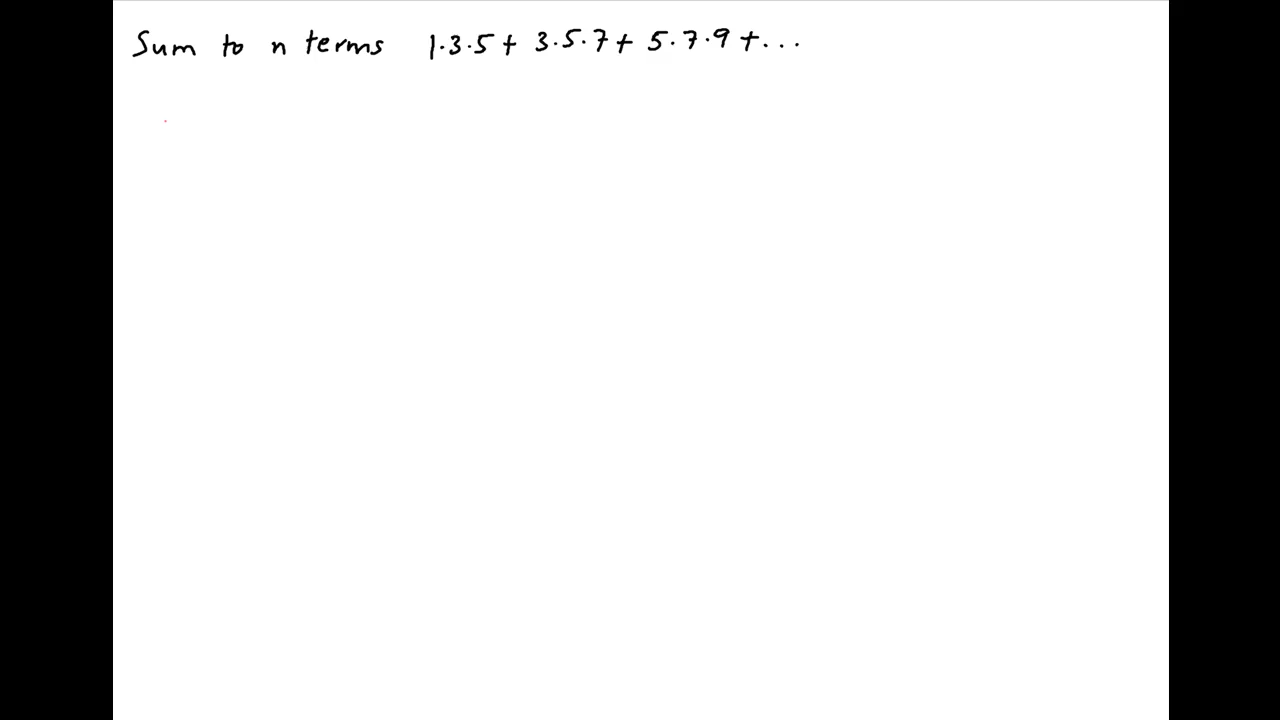 Sum to n terms 1·3·5 + 3·5·7 + 5·7·9 + ...